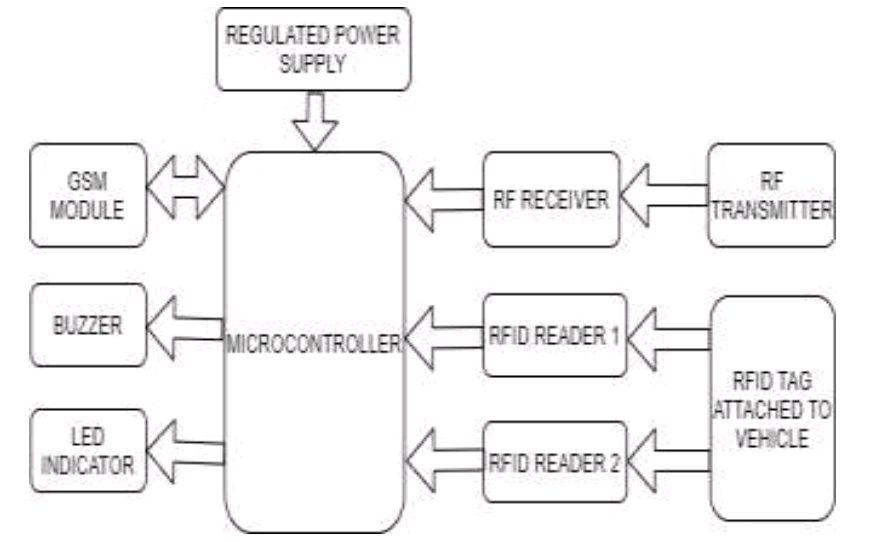 REGULATED POWER
SUPPLY
GSM
MODULE
RF RECEIVER
RF
TRANSMITTER
BUZZER
MICROCONTROLLER
RFID READER 1
RFID TAG
ATTACHED TO
VEHICLE
LED
INDICATOR
RFID READER 2